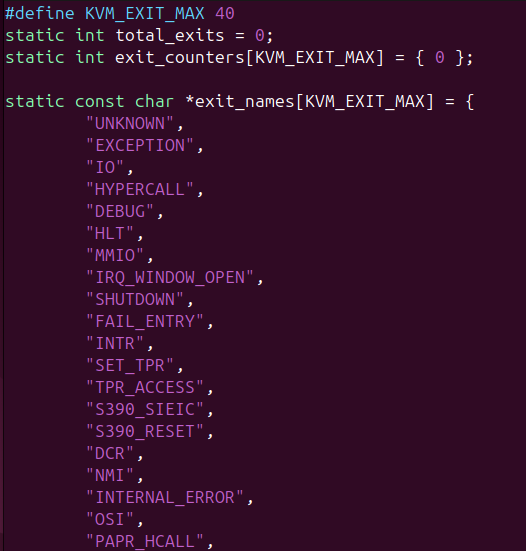 #define KVM_EXIT_MAX 40
static int total_exits = 0;
static int exit_counters[KVM_EXIT_MAX] = { 0 };

static const char *exit_names[KVM_EXIT_MAX] = {
        "UNKNOWN",
        "EXCEPTION",
        "IO",
        "HYPERCALL",
        "DEBUG",
        "HLT",
        "MMIO",
        "IRQ_WINDOW_OPEN",
        "SHUTDOWN",
        "FAIL_ENTRY",
        "INTR",
        "SET_TPR",
        "TPR_ACCESS",
        "S390_SIEIC",
        "S390_RESET",
        "DCR",
        "NMI",
        "INTERNAL_ERROR",
        "OSI",
        "PAPR_HCALL",